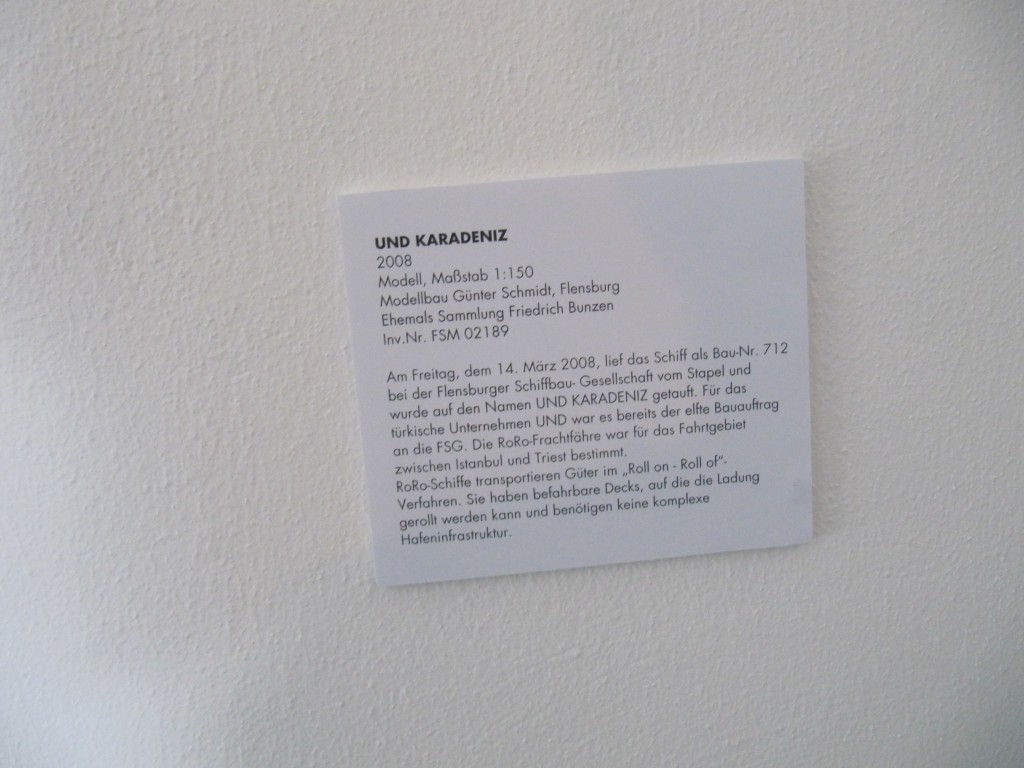 UND KARADENIZ
2008
Modell, Maßstab 1:150
Modellbau Günter Schmidt, Flensburg
Ehemals Sammlung Friedrich Bunzen
Inv.Nr. FSM 02189
Am Freitag, dem 14. März 2008, lief das Schiff als Bau-Nr. 712
bei der Flensburger Schiffbau- Gesellschaft vom Stapel und
wurde auf den Namen UND KARADENIZ getauft. Für das
türkische Unternehmen UND war es bereits der elfte Bauauftrag
an die FSG. Die RoRo-Frachtfähre war für das Fahrtgebiet
zwischen Istanbul und Triest bestimmt.
RoRo-Schiffe transportieren Güter im „Roll on - Roll of“-
Verfahren. Sie haben befahrbare Decks, auf die die Ladung
gerollt werden kann und benötigen keine komplexe
Hafeninfrastruktur.